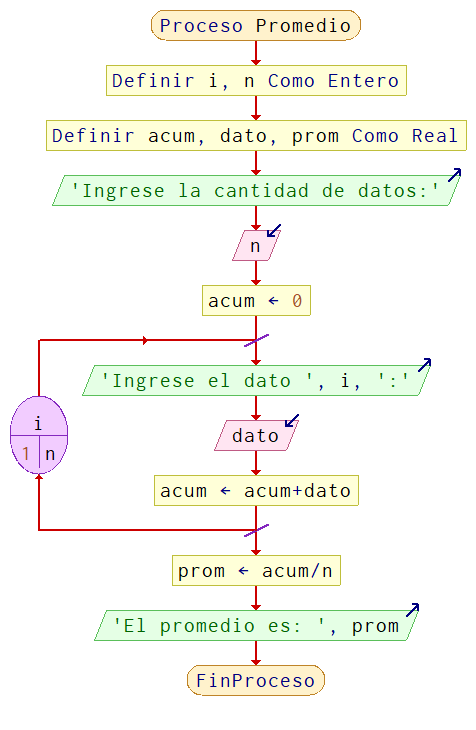 Proceso Promedio
Definir i, n Como Entero
Definir acum, dato, prom Como Real
'Ingrese la cantidad de datos:'
n
acum ← 0
'Ingrese el dato ', i, ':'
i
1 n
dato
acum ← acum+dato
prom ← acum/n
'El promedio es: ', prom
FinProceso